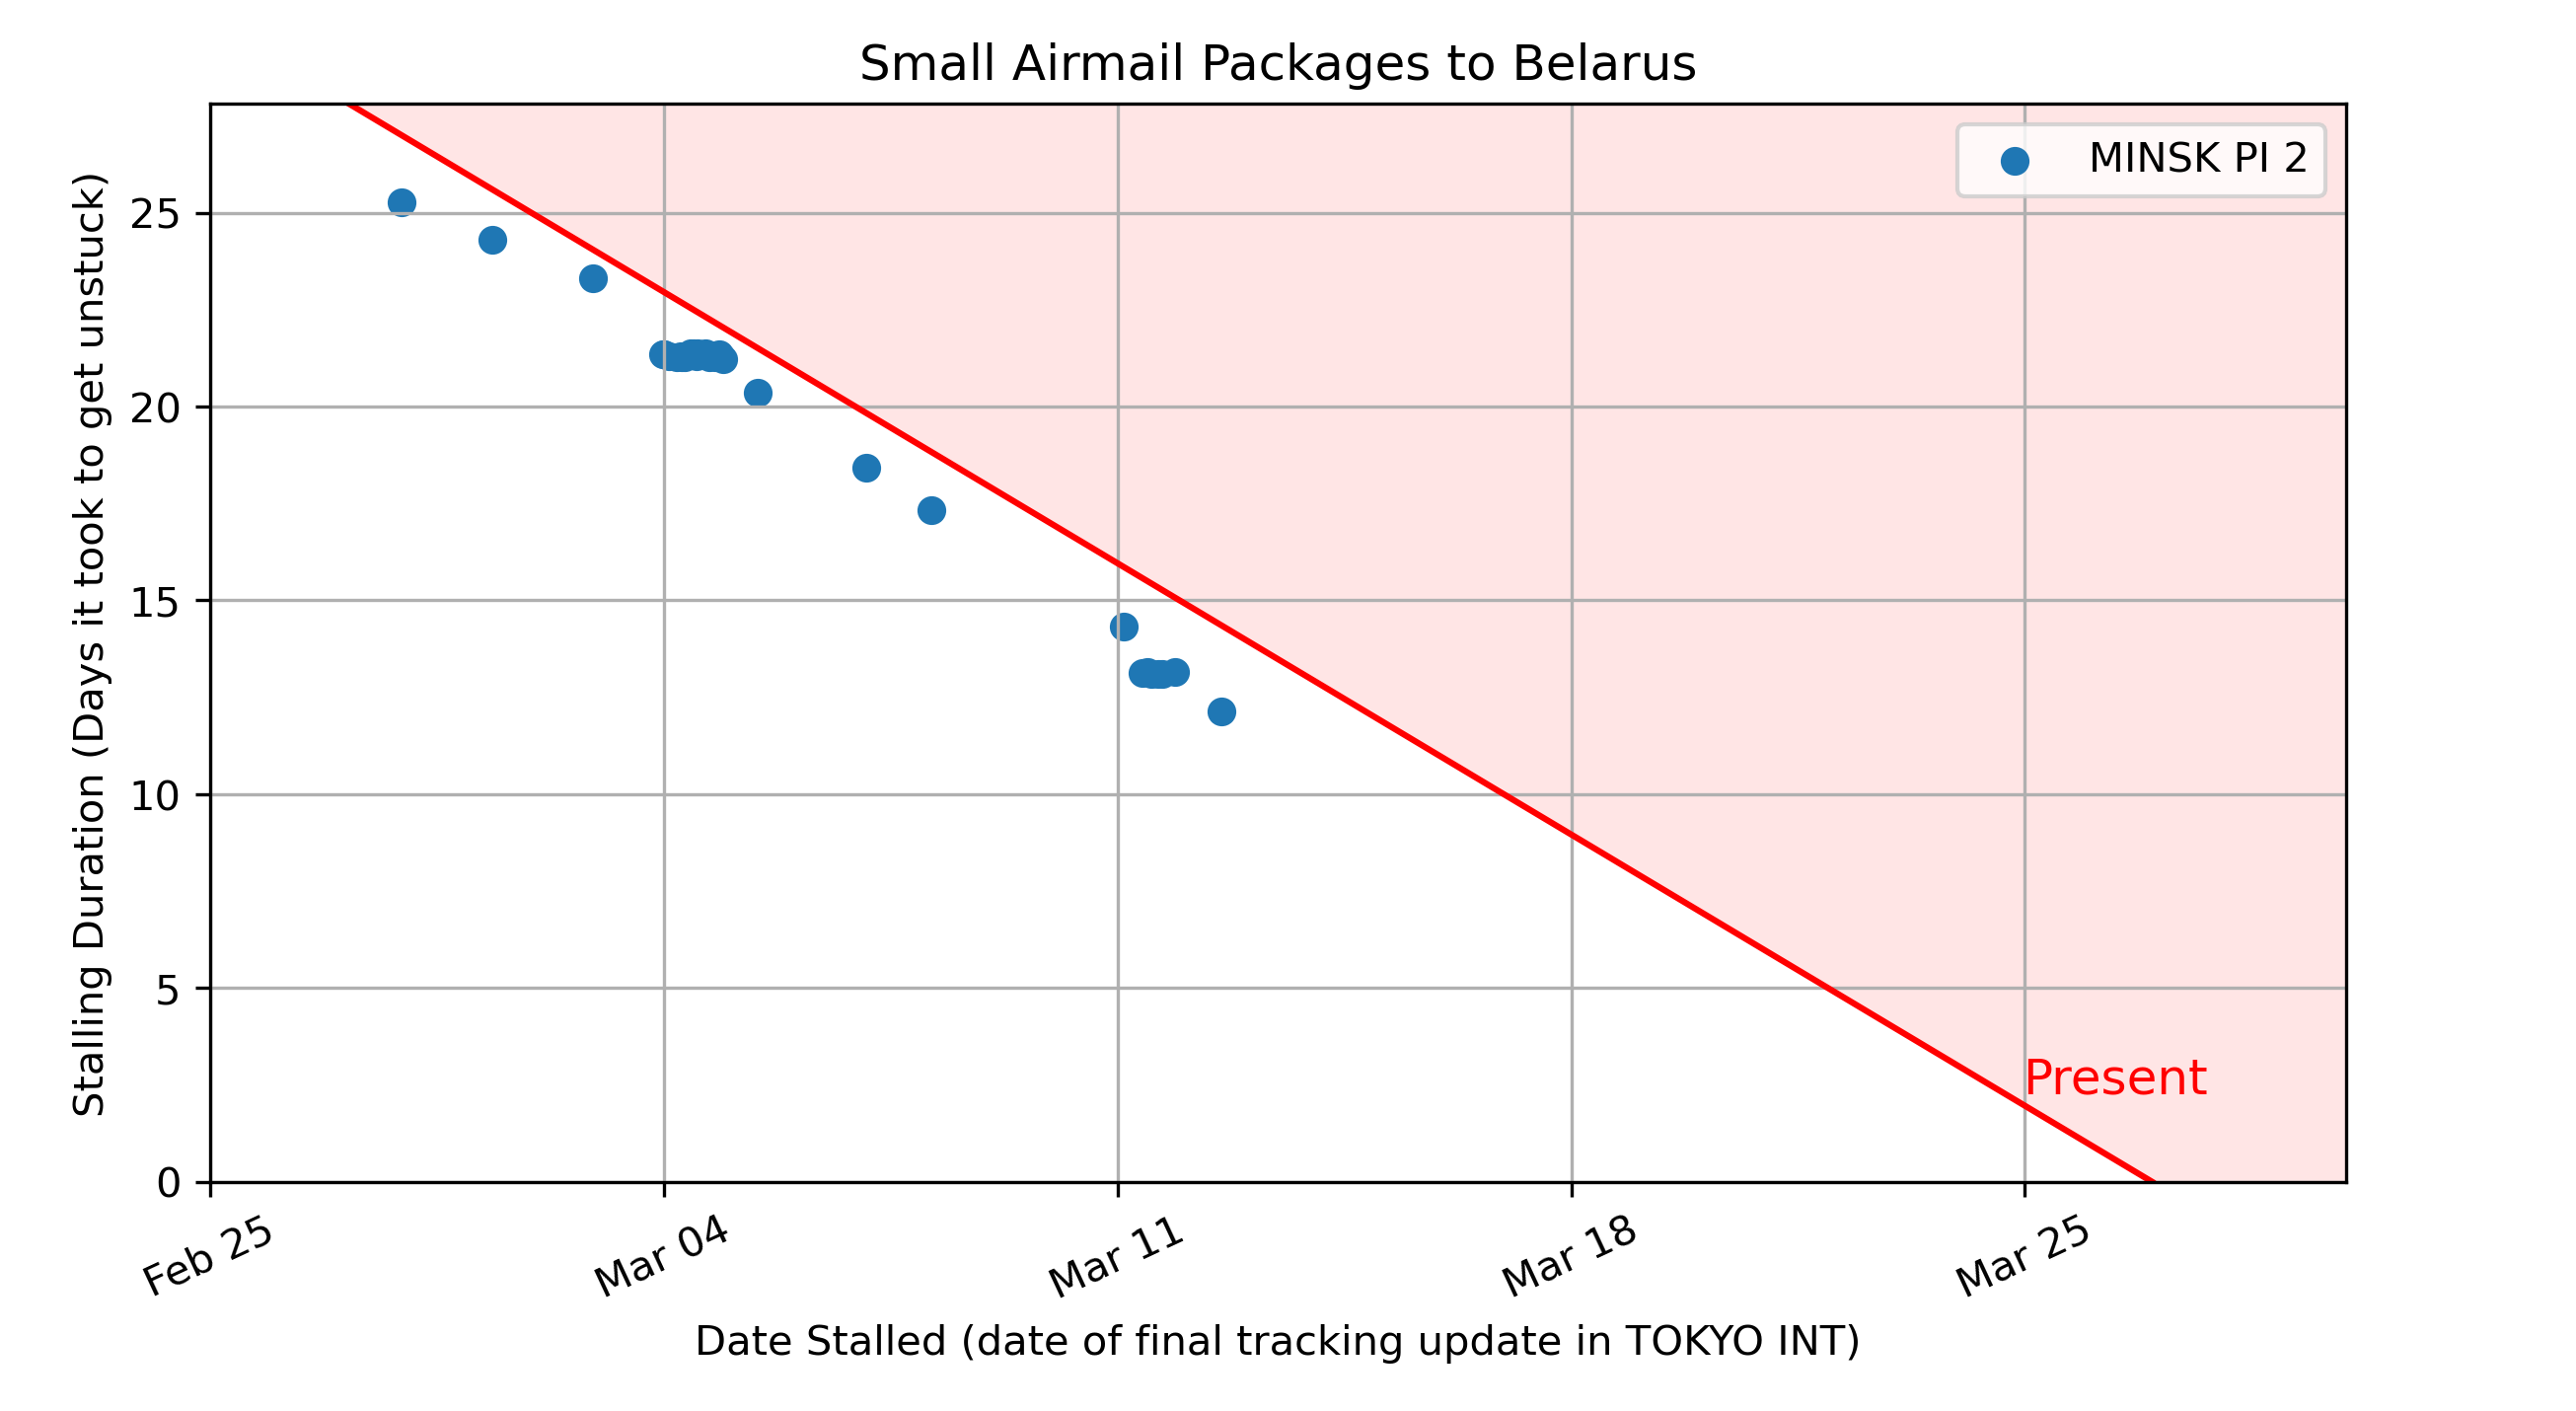 Small Airmail Packages to Belarus
MINSK PI 2
Stalling Duration (Days it took to get unstuck)
25
20
15
10
5
0
Present
Feb 25
Mar 04
Mar 11
Mar 18
Mar 25
Date Stalled (date of final tracking update in TOKYO INT)